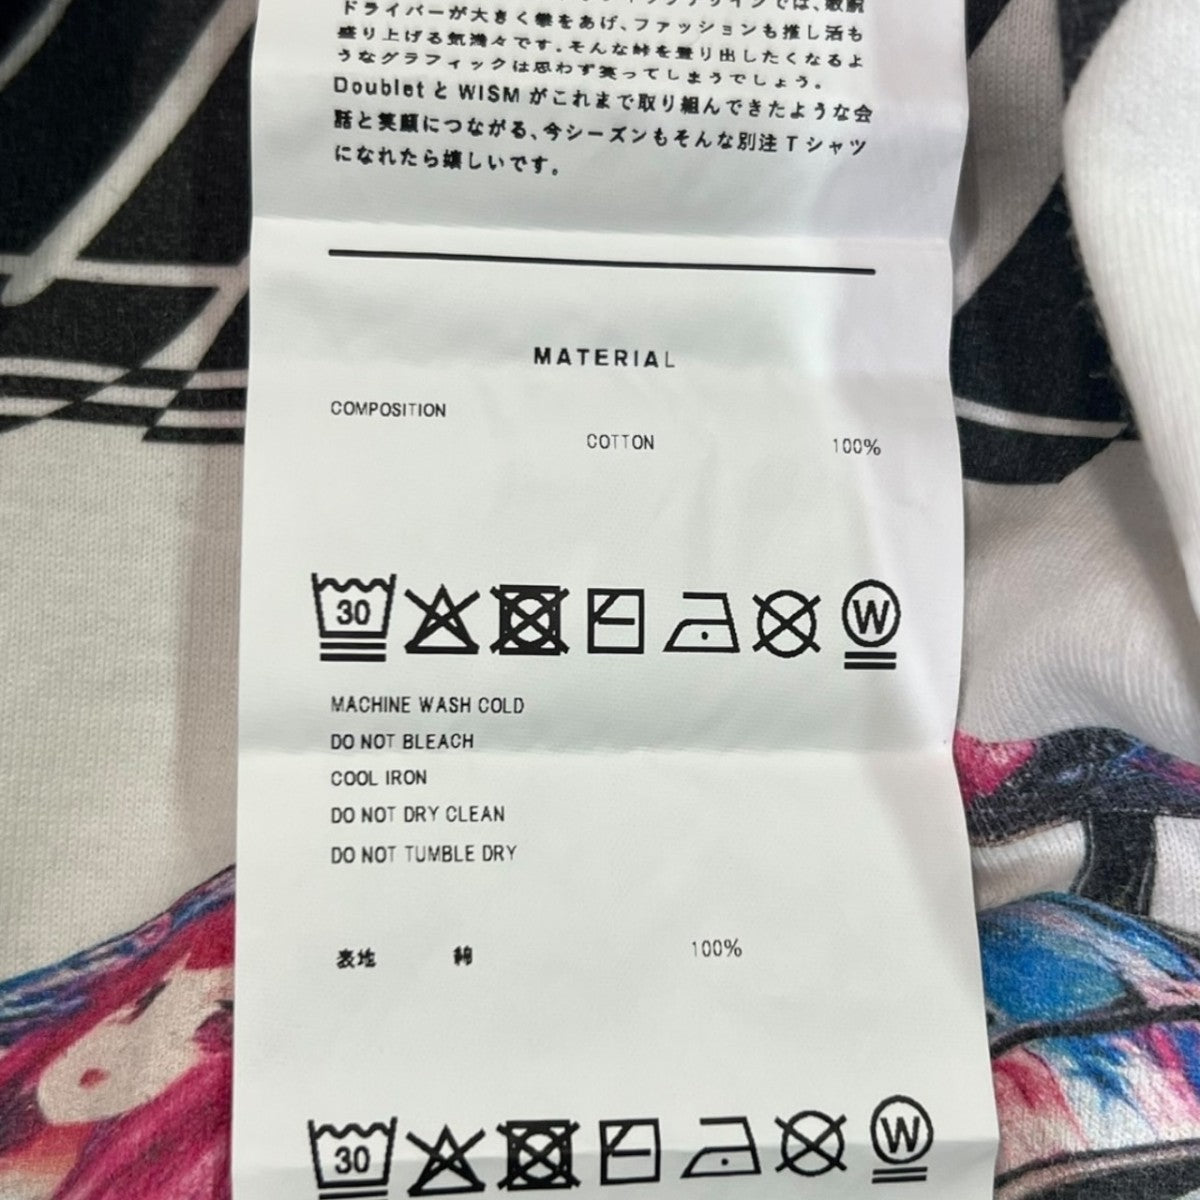 ドライバーが大きく拳をあげ、ファッションも推し活も
盛り上げる気満々です。そんな峠を登り出したくなるよ
うなグラフィックは思わず笑ってしまうでしょう。
Doublet と WISM がこれまで取り組んできたような会
話と笑顔につながる、今シーズンもそんな別注 T シャツ
になれたら嬉しいです。
MATERIAL
COMPOSITION
COTTON 100%
30 W
MACHINE WASH COLD
DO NOT BLEACH
COOL IRON
DO NOT DRY CLEAN
DO NOT TUMBLE DRY
表地 綿 100%
30 W